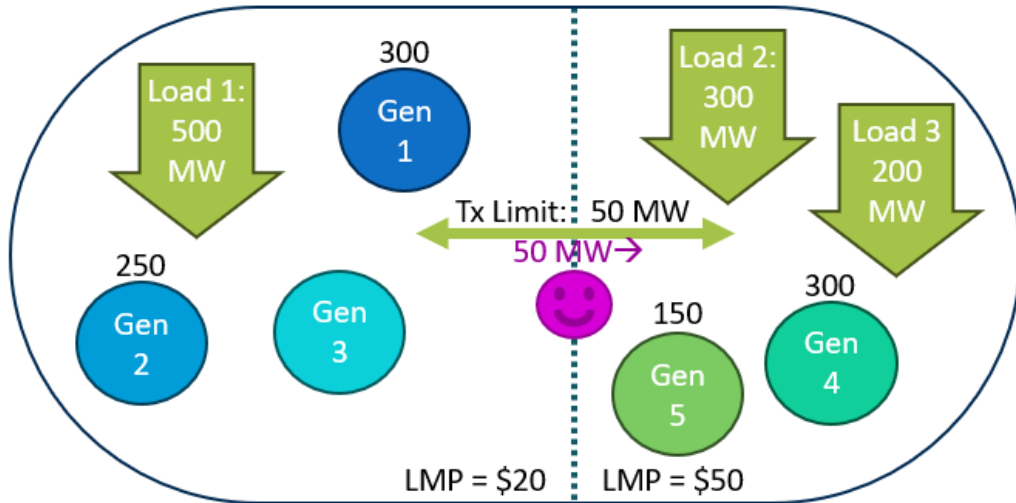 300
Gen
1
Load 1:
500
MW
Load 2:
300
MW
Load 3
200
MW
Tx Limit: 50 MW
50 MW→
250
Gen
2
Gen
3
150
Gen
5
300
Gen
4
LMP = $20
LMP = $50